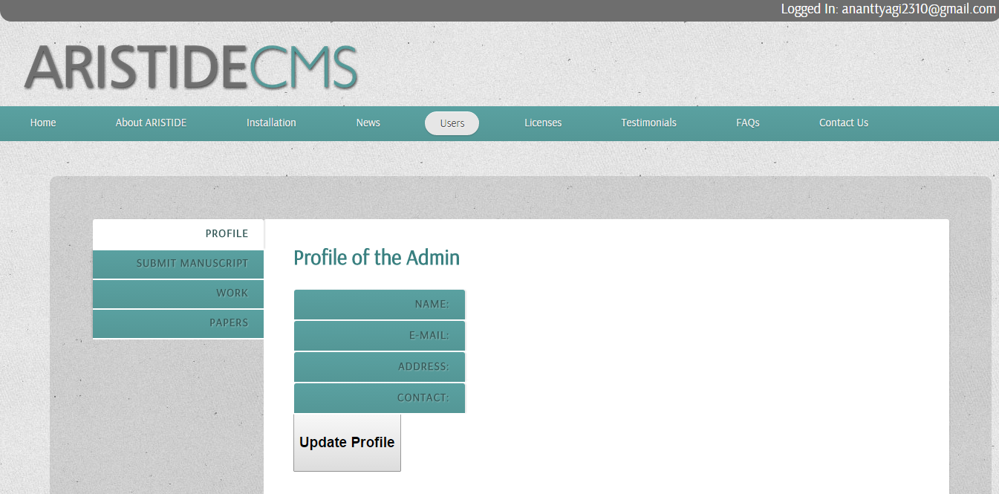 Logged In: ananttyagi2310@gmail.com
ARISTIDECMS
Home About ARISTIDE Installation News Users Licenses Testimonials FAQs Contact Us
PROFILE
SUBMIT MANUSCRIPT
WORK
PAPERS
Profile of the Admin
NAME:
E-MAIL:
ADDRESS:
CONTACT:
Update Profile